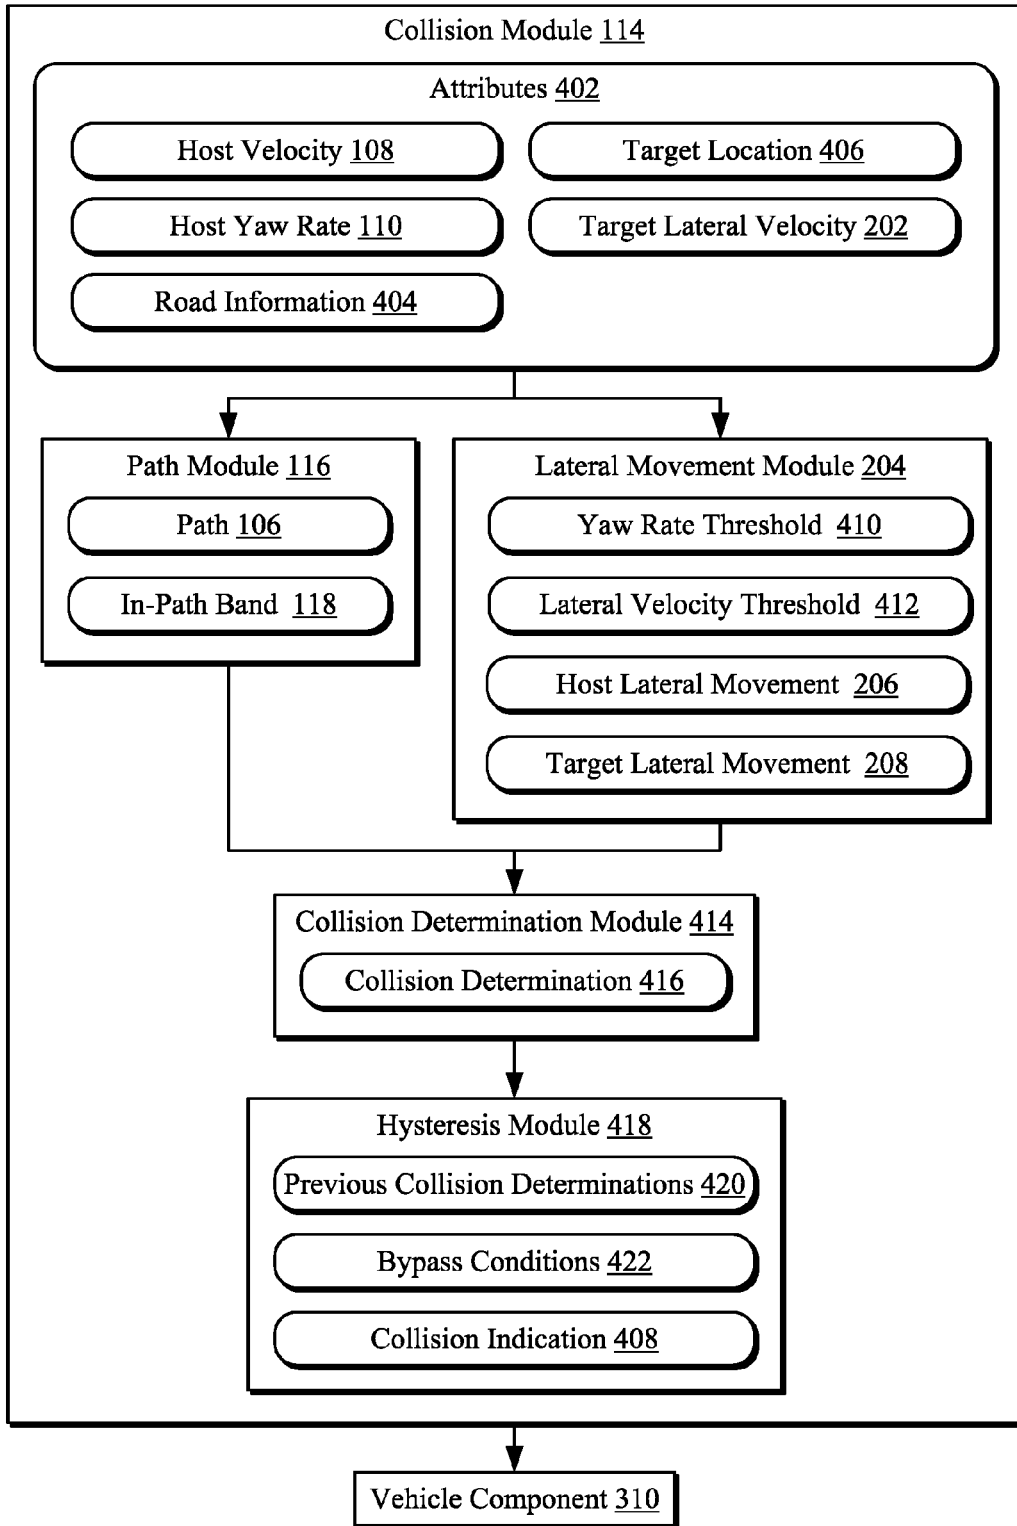 Collision Module 114
Attributes 402
Host Velocity 108
Target Location 406
Host Yaw Rate 110
Target Lateral Velocity 202
Road Information 404
Path Module 116
Path 106
In-Path Band 118
Lateral Movement Module 204
Yaw Rate Threshold 410
Lateral Velocity Threshold 412
Host Lateral Movement 206
Target Lateral Movement 208
Collision Determination Module 414
Collision Determination 416
Hysteresis Module 418
Previous Collision Determinations 420
Bypass Conditions 422
Collision Indication 408
Vehicle Component 310